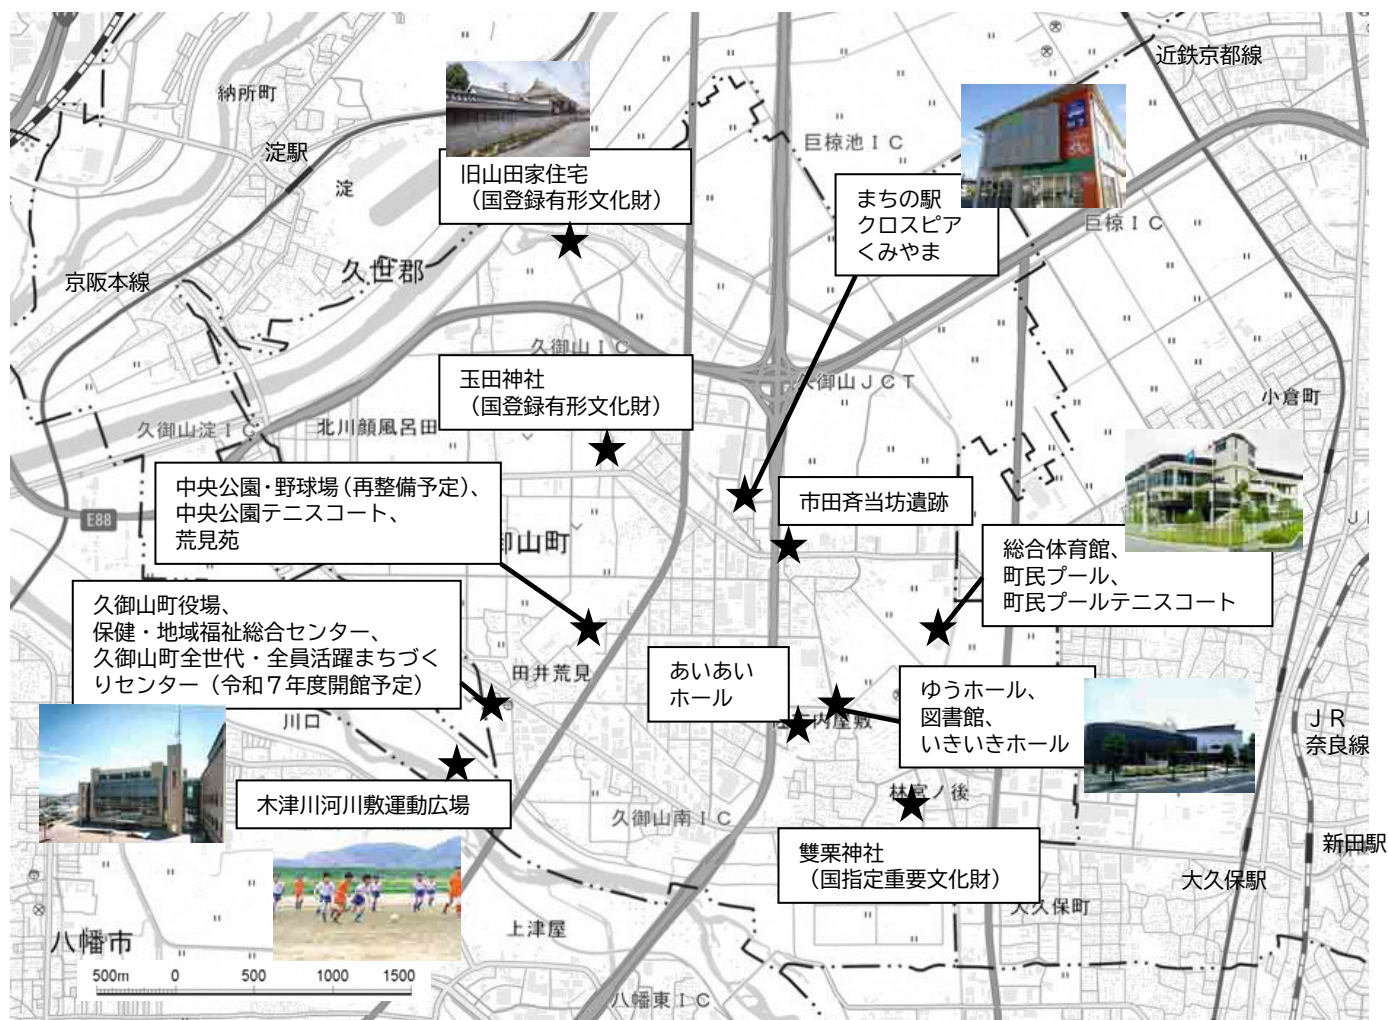 近鉄京都線
納所町
淀駅
巨椋池ＩＣ
淀
旧山田家住宅
（国登録有形文化財）
まちの駅
クロスピア
くみやま
巨椋ＩＣ
久世郡
京阪本線
久御山ＩＣ
玉田神社
（国登録有形文化財）
久御山ＪＣＴ
小倉町
久御山淀ＩＣ
北川顔風呂田
中央公園・野球場（再整備予定）、
中央公園テニスコート、
荒見苑
市田斉当坊遺跡
E88
御山町
総合体育館、
町民プール、
町民プールテニスコート
久御山町役場、
保健・地域福祉総合センター、
久御山町全世代・全員活躍まちづく
りセンター（令和７年度開館予定）
田井荒見
あいあい
ホール
ゆうホール、
図書館、
いきいきホール
内屋敷
川口
ＪＲ
奈良線
木津川河川敷運動広場
久御山南ＩＣ
林宮ノ後
新田駅
雙栗神社
（国指定重要文化財）
大久保駅
大久保町
上津屋
八幡市
500m 0 500 1000 1500
八幡東ＩＣ